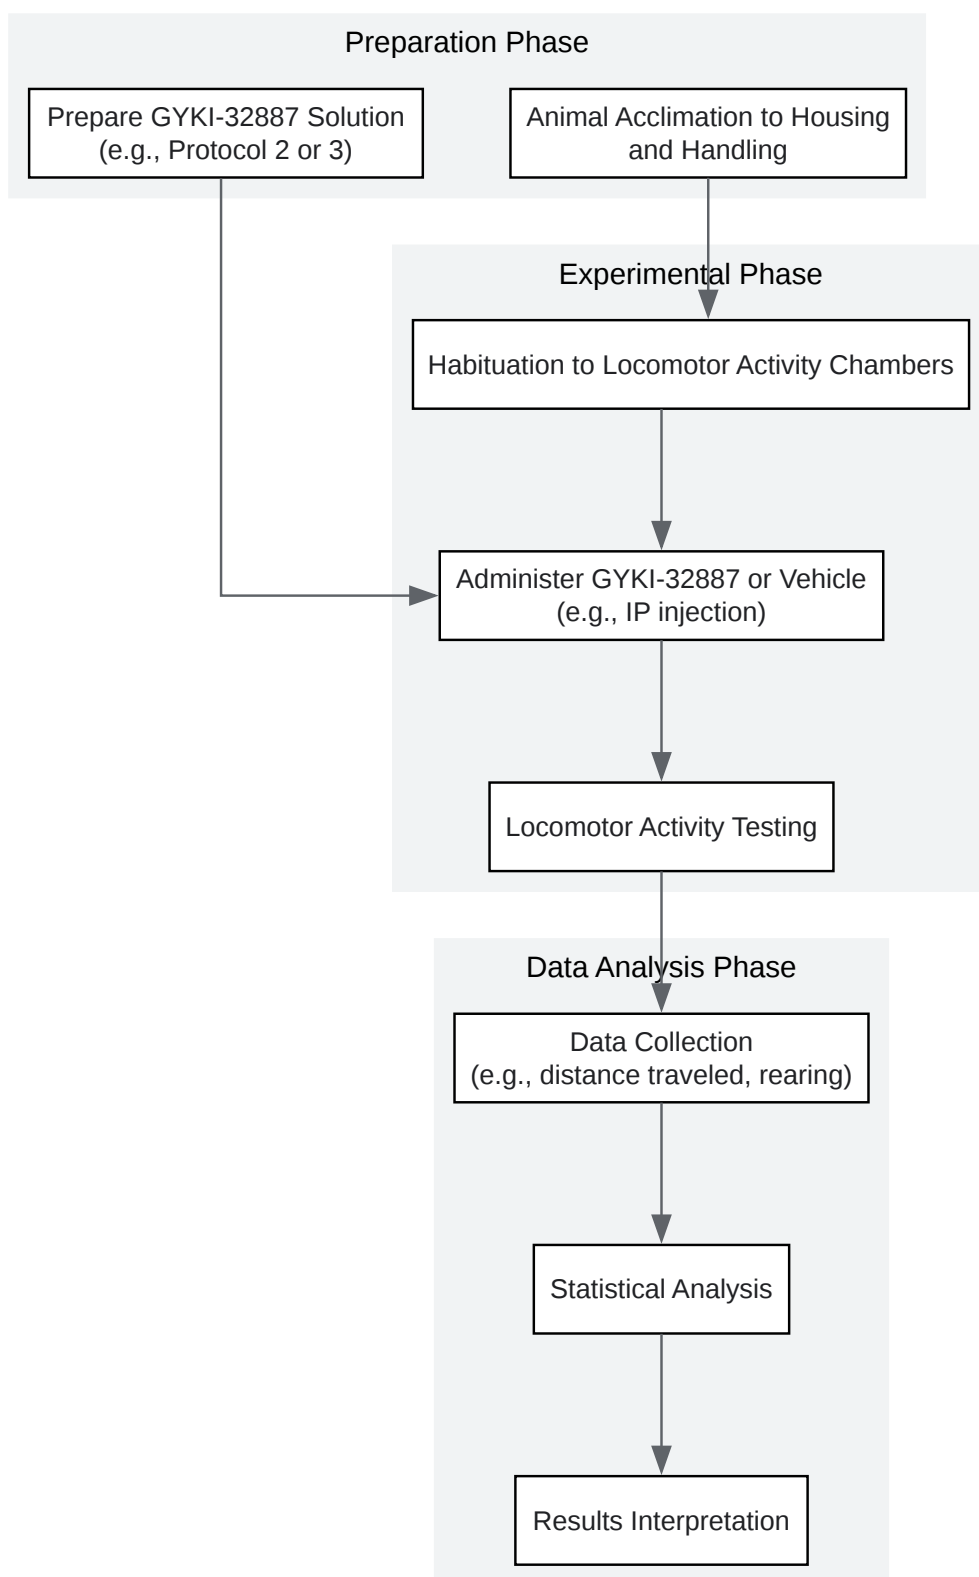 Preparation Phase
Prepare GYKI-32887 Solution
(e.g., Protocol 2 or 3)
Animal Acclimation to Housing
and Handling
Experimental Phase
Habituation to Locomotor Activity Chambers
Administer GYKI-32887 or Vehicle
(e.g., IP injection)
Locomotor Activity Testing
Data Analysis Phase
Data Collection
(e.g., distance traveled, rearing)
Statistical Analysis
Results Interpretation